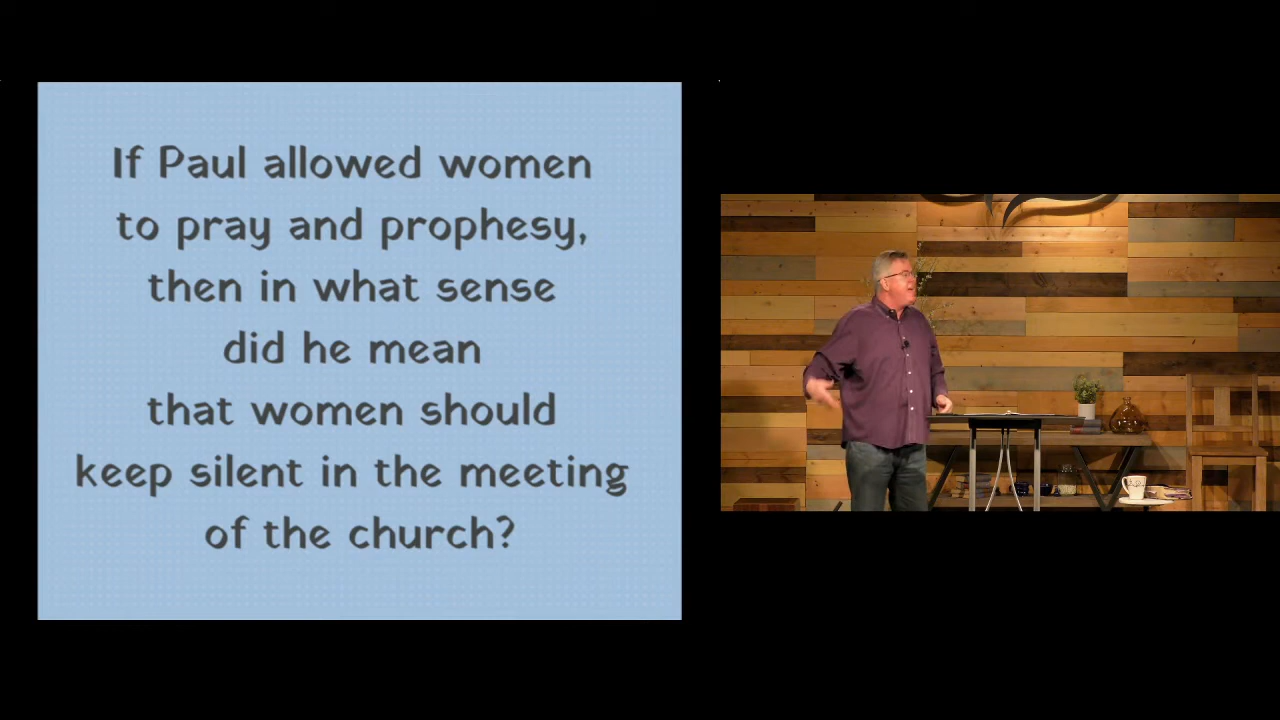 If Paul allowed women
to pray and prophesy,
then in what sense
did he mean
that women should
keep silent in the meeting
of the church?